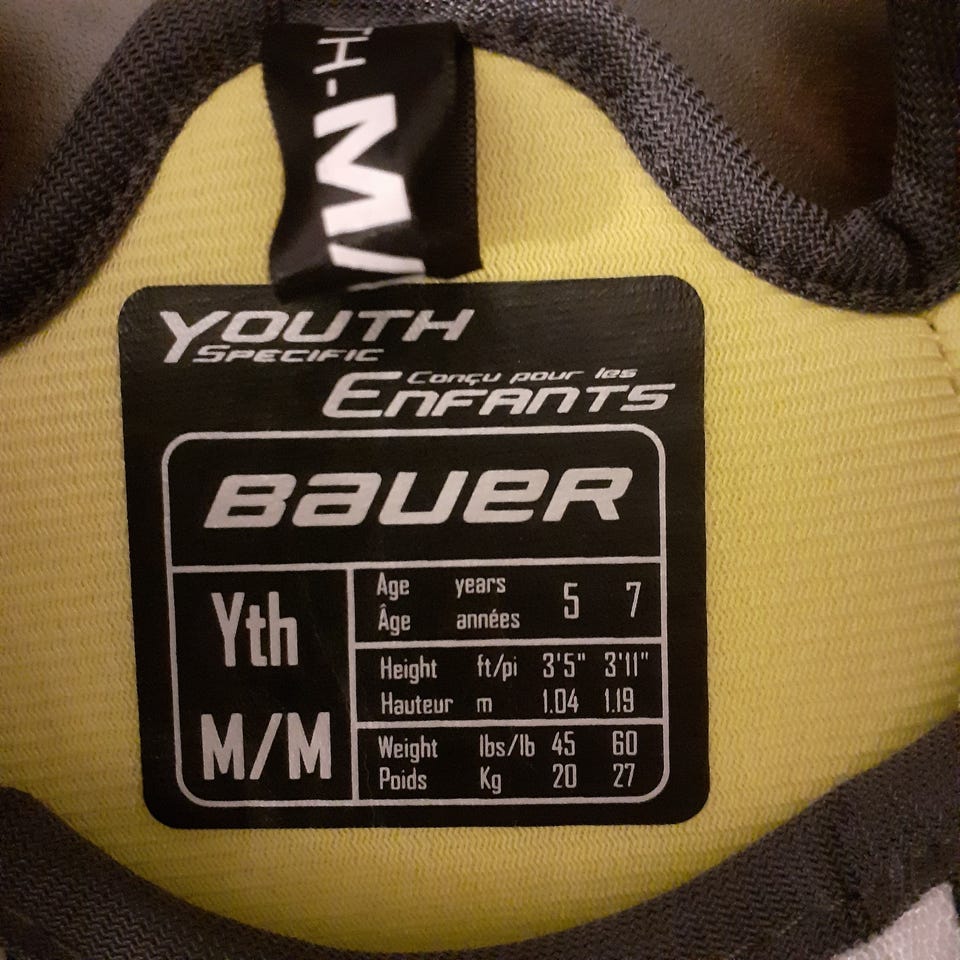 TH-M/
YOUTH
SPECIFIC
Conçu pour les
ENFANTS
BAUER
Yth
M/M
Age years 5 7
Âge années
Height ft/pi 3'5" 3'11"
Hauteur m 1.04 1.19
Weight lbs/lb 45 60
Poids Kg 20 27